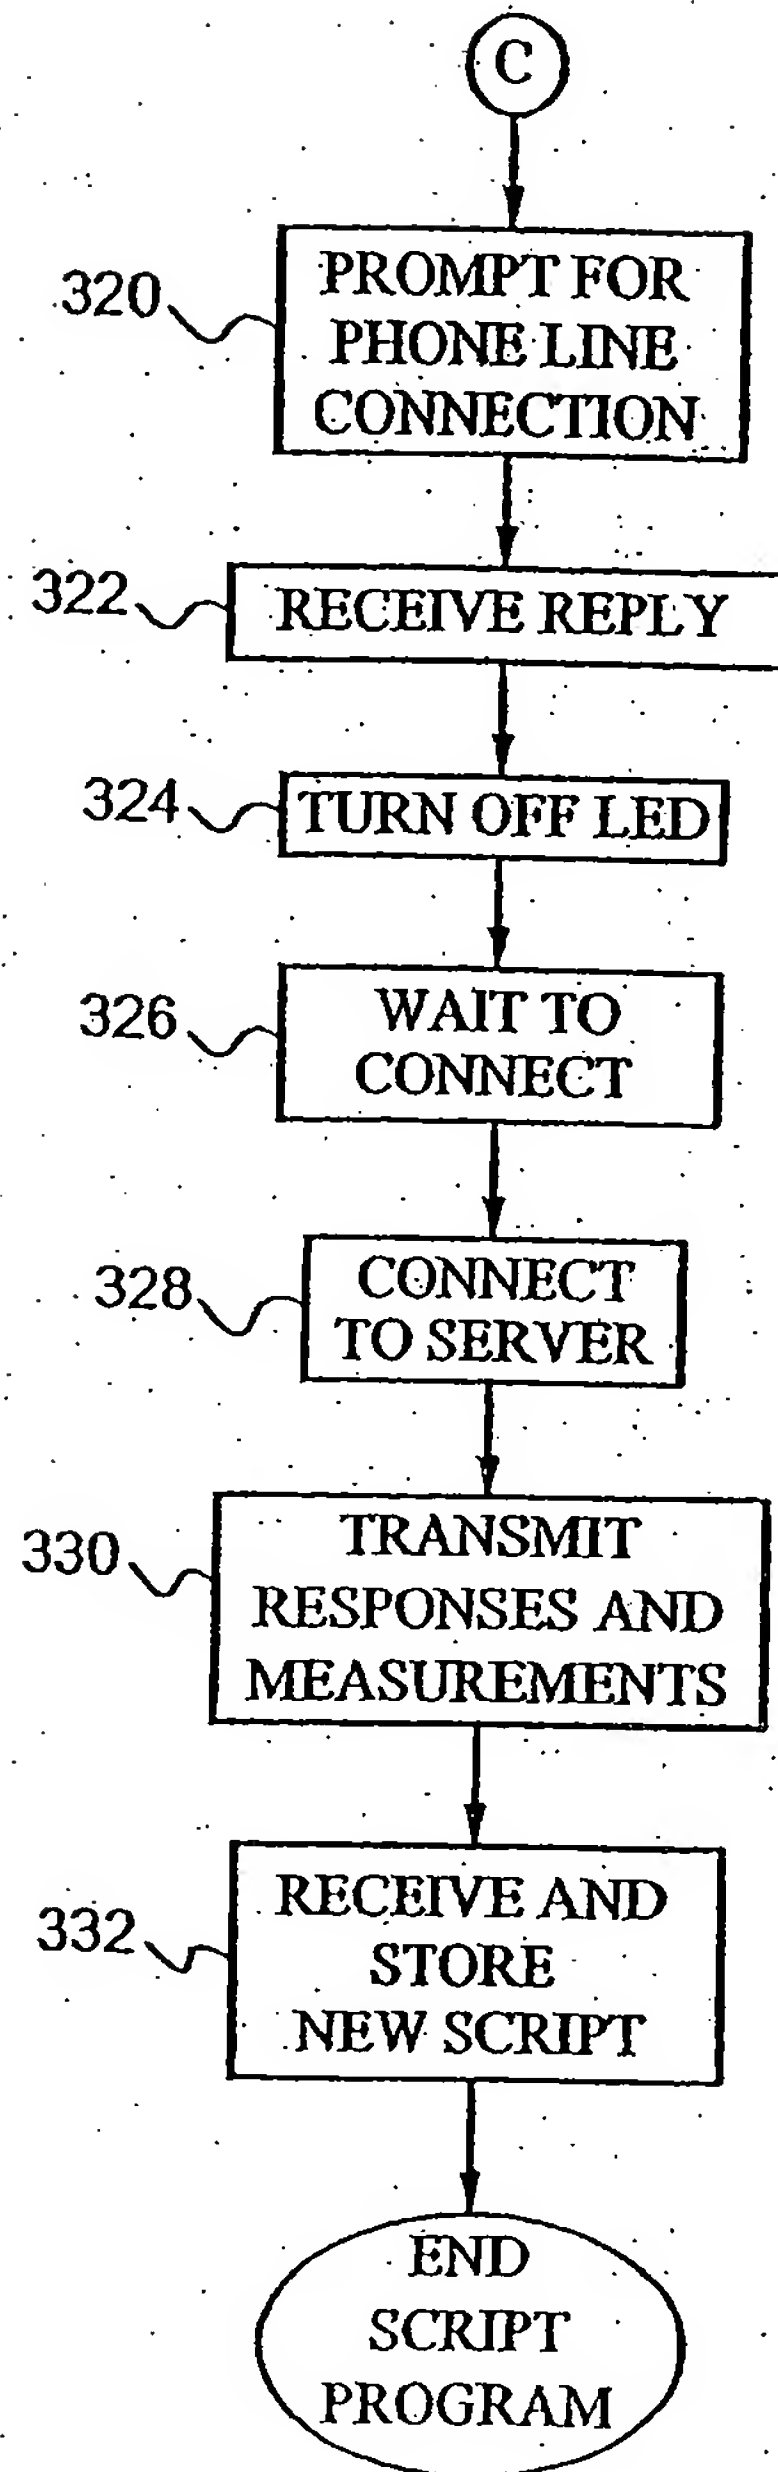 C
320
PROMPT FOR
PHONE LINE
CONNECTION
322
RECEIVE REPLY
324
TURN OFF LED
326
WAIT TO
CONNECT
328
CONNECT
TO SERVER
330
TRANSMIT
RESPONSES AND
MEASUREMENTS
332
RECEIVE AND
STORE
NEW SCRIPT
END
SCRIPT
PROGRAM